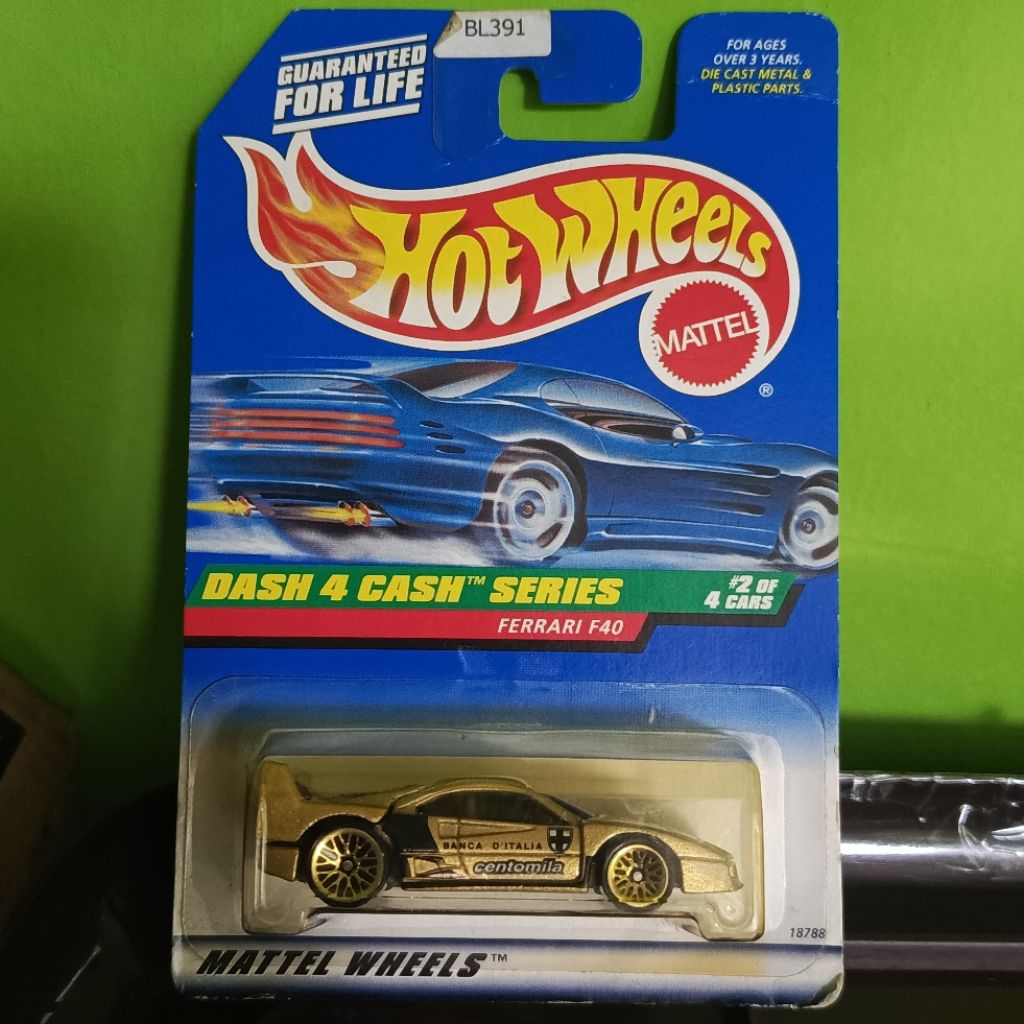 BL391
GUARANTEED
FOR LIFE
FOR AGES
OVER 3 YEARS.
DIE CAST METAL &
PLASTIC PARTS.
HOT WHEELS
MATTEL
®
DASH 4 CASH™ SERIES
#2 OF
4 CARS
FERRARI F40
BANCA D'ITALIA
centomila
18788
MATTEL WHEELS™